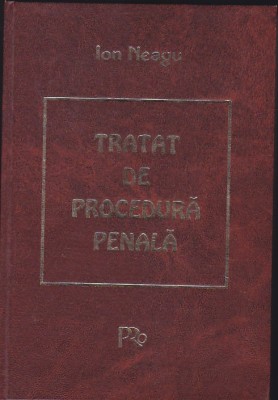 Ion Neagu
TRATAT
DE
PROCEDURĂ
PENALĂ
PRO